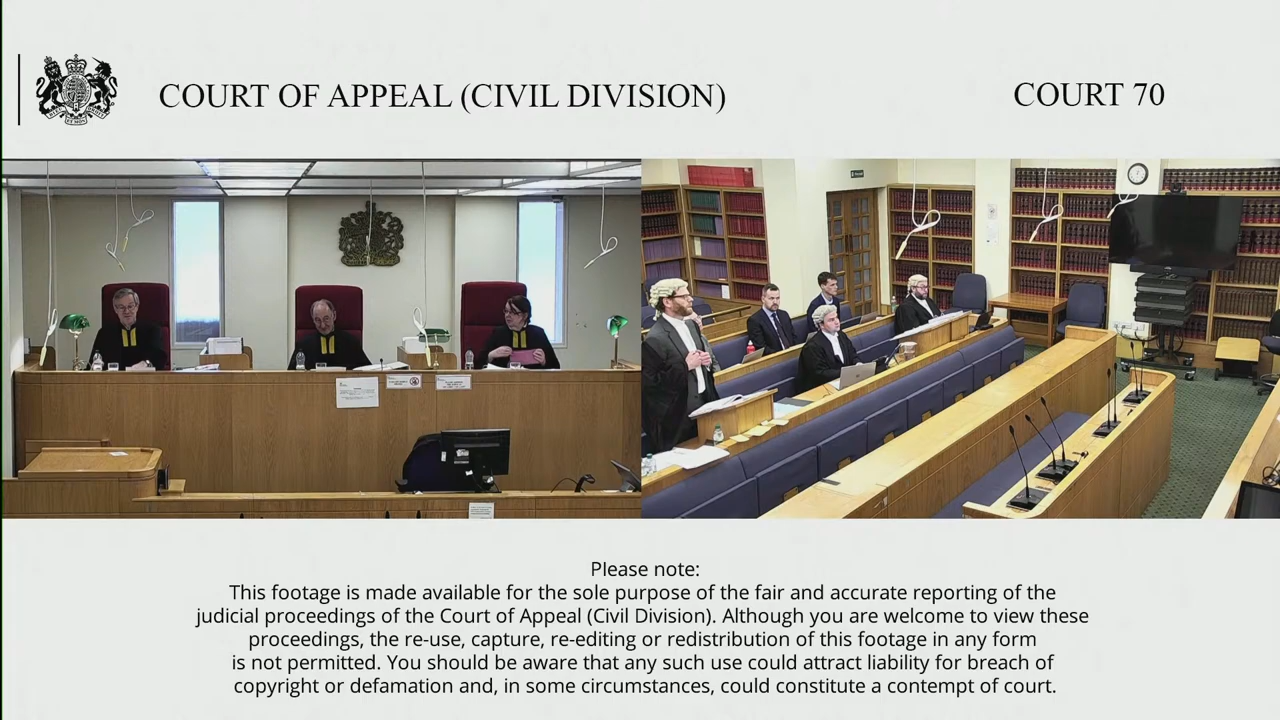 COURT OF APPEAL (CIVIL DIVISION)
COURT 70
Please note:
This footage is made available for the sole purpose of the fair and accurate reporting of the
judicial proceedings of the Court of Appeal (Civil Division). Although you are welcome to view these
proceedings, the re-use, capture, re-editing or redistribution of this footage in any form
is not permitted. You should be aware that any such use could attract liability for breach of
copyright or defamation and, in some circumstances, could constitute a contempt of court.